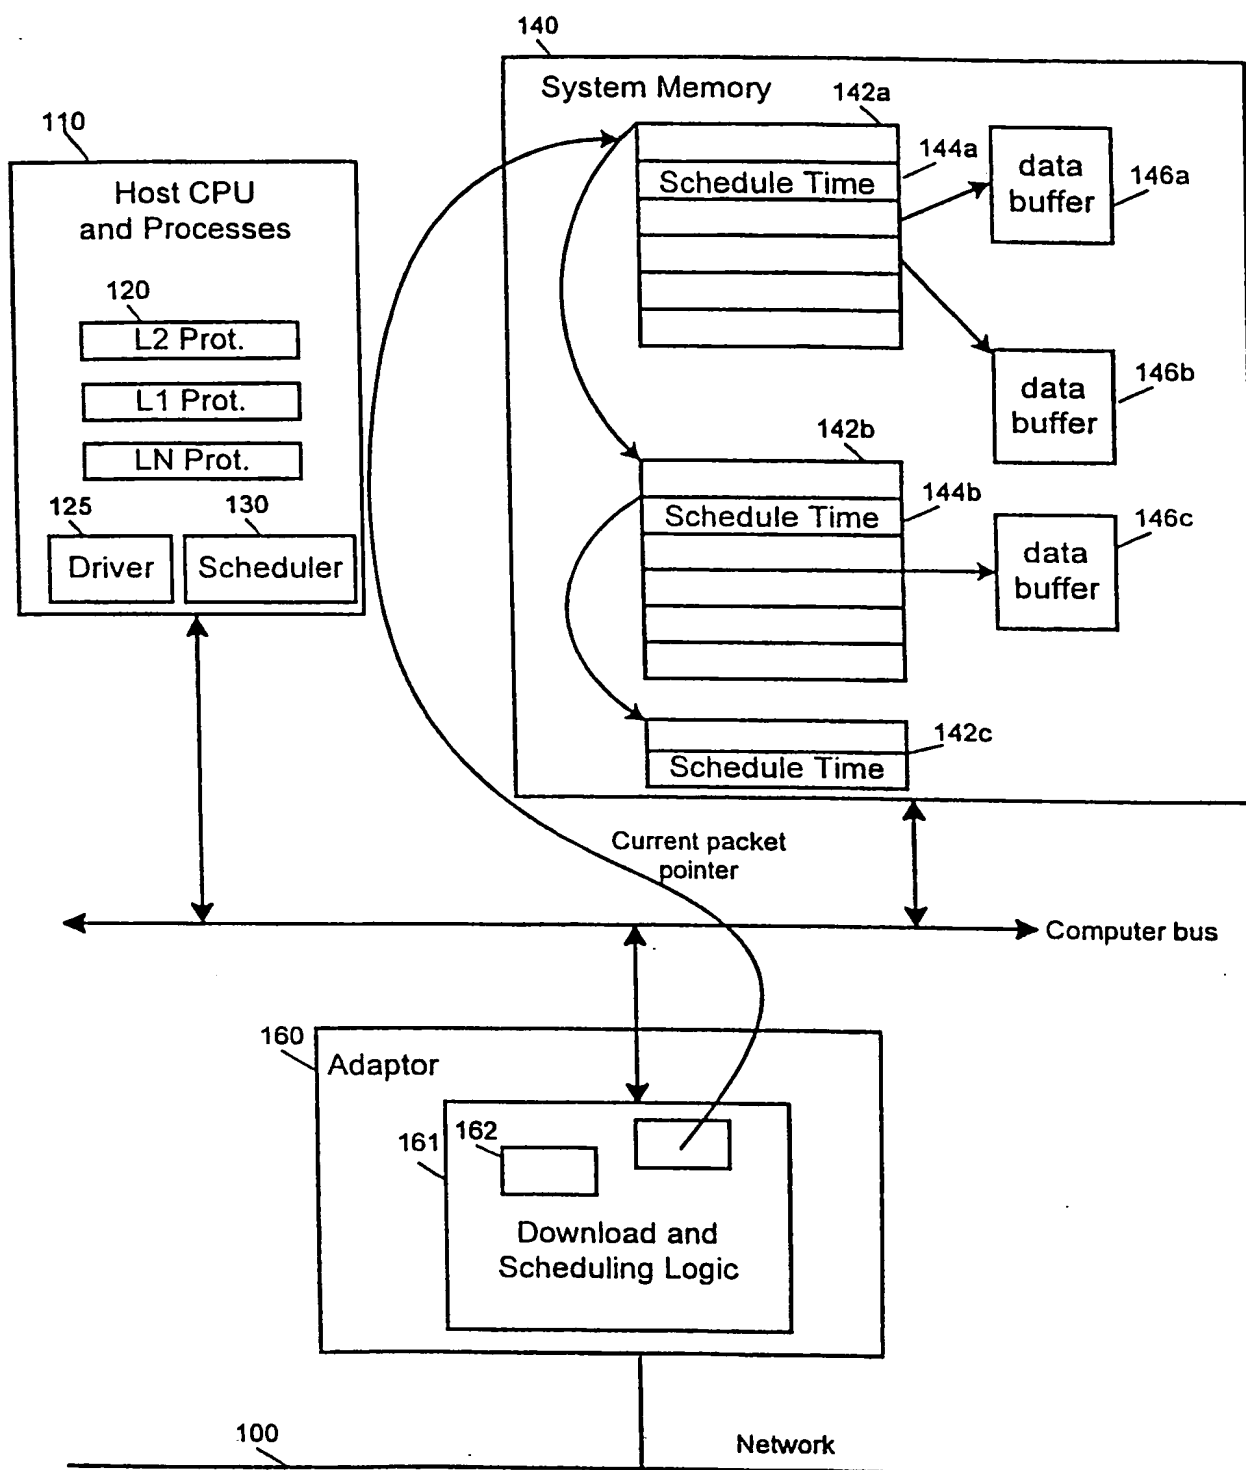 140
System Memory
142a
144a
Schedule Time
data
buffer
146a
110
Host CPU
and Processes
120
L2 Prot.
L1 Prot.
LN Prot.
125
130
Driver
Scheduler
data
buffer
146b
142b
144b
Schedule Time
data
buffer
146c
142c
Schedule Time
Current packet
pointer
Computer bus
160
Adaptor
161
162
Download and
Scheduling Logic
100
Network